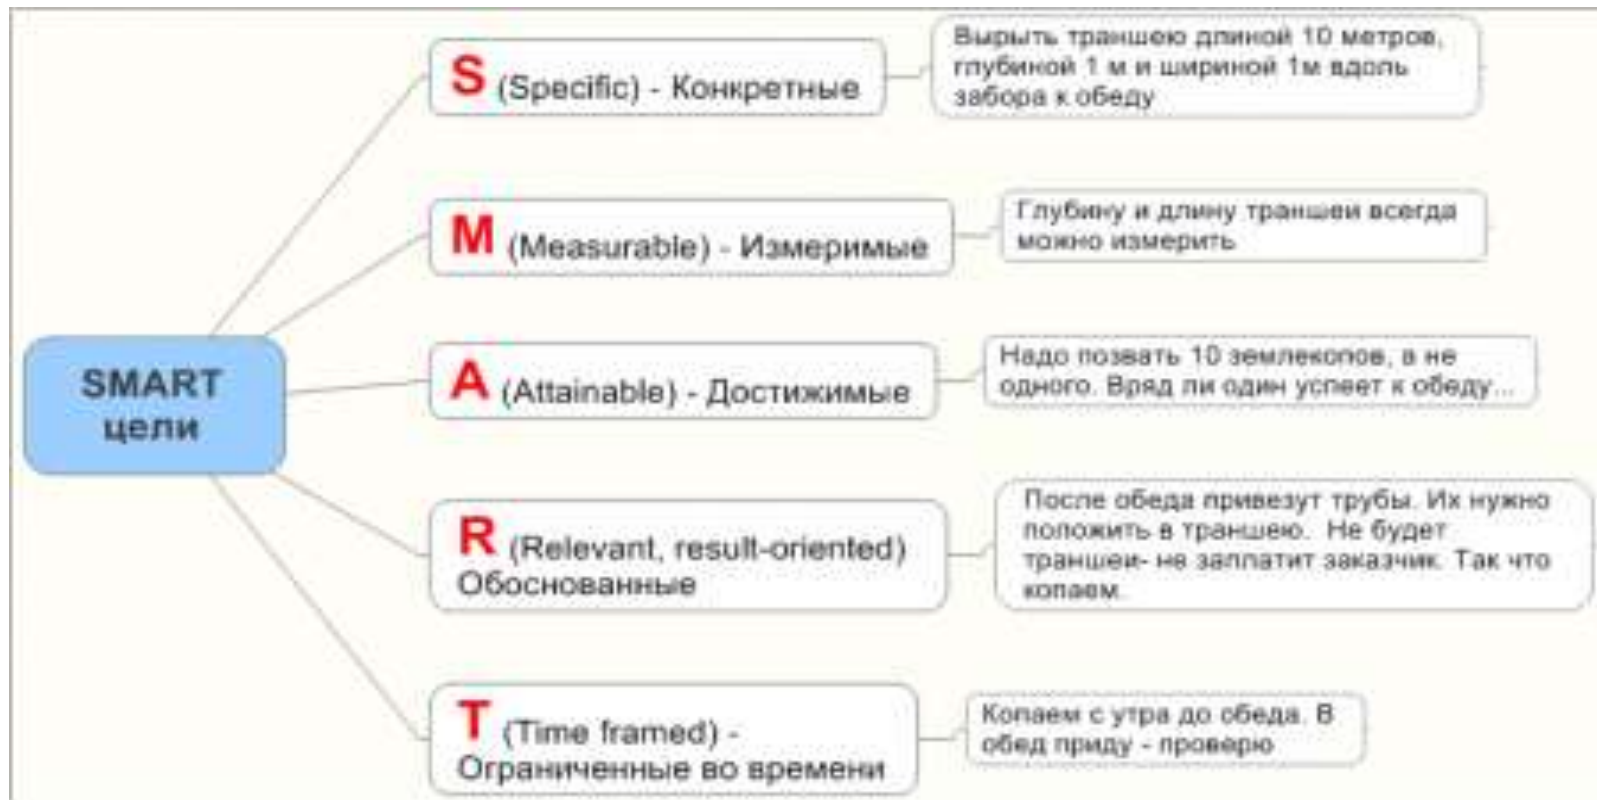 SMART
цели
S (Specific) - Конкретные
Вырыть траншею длиной 10 метров,
глубиной 1 м и шириной 1м вдоль
забора к обеду
M (Measurable) - Измеримые
Глубину и длину траншеи всегда
можно измерить
A (Attainable) - Достижимые
Надо позвать 10 землекопов, а не
одного. Вряд ли один успеет к обеду...
R (Relevant, result-oriented)
Обоснованные
После обеда привезут трубы. Их нужно
положить в траншею. Не будет
траншеи- не заплатит заказчик. Так что
копаем.
T (Time framed) -
Ограниченные во времени
Копаем с утра до обеда. В
обед приду - проверю